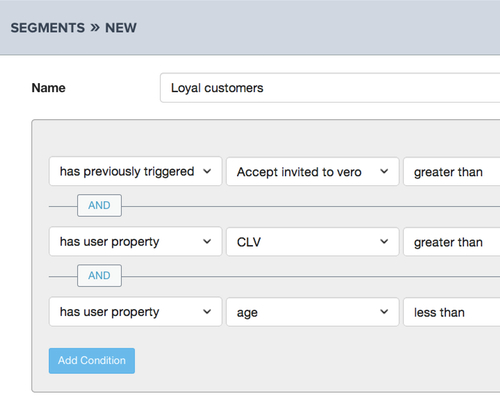 SEGMENTS » NEW
Name Loyal customers
has previously triggered Accept invited to vero greater than
AND
has user property CLV greater than
AND
has user property age less than
Add Condition